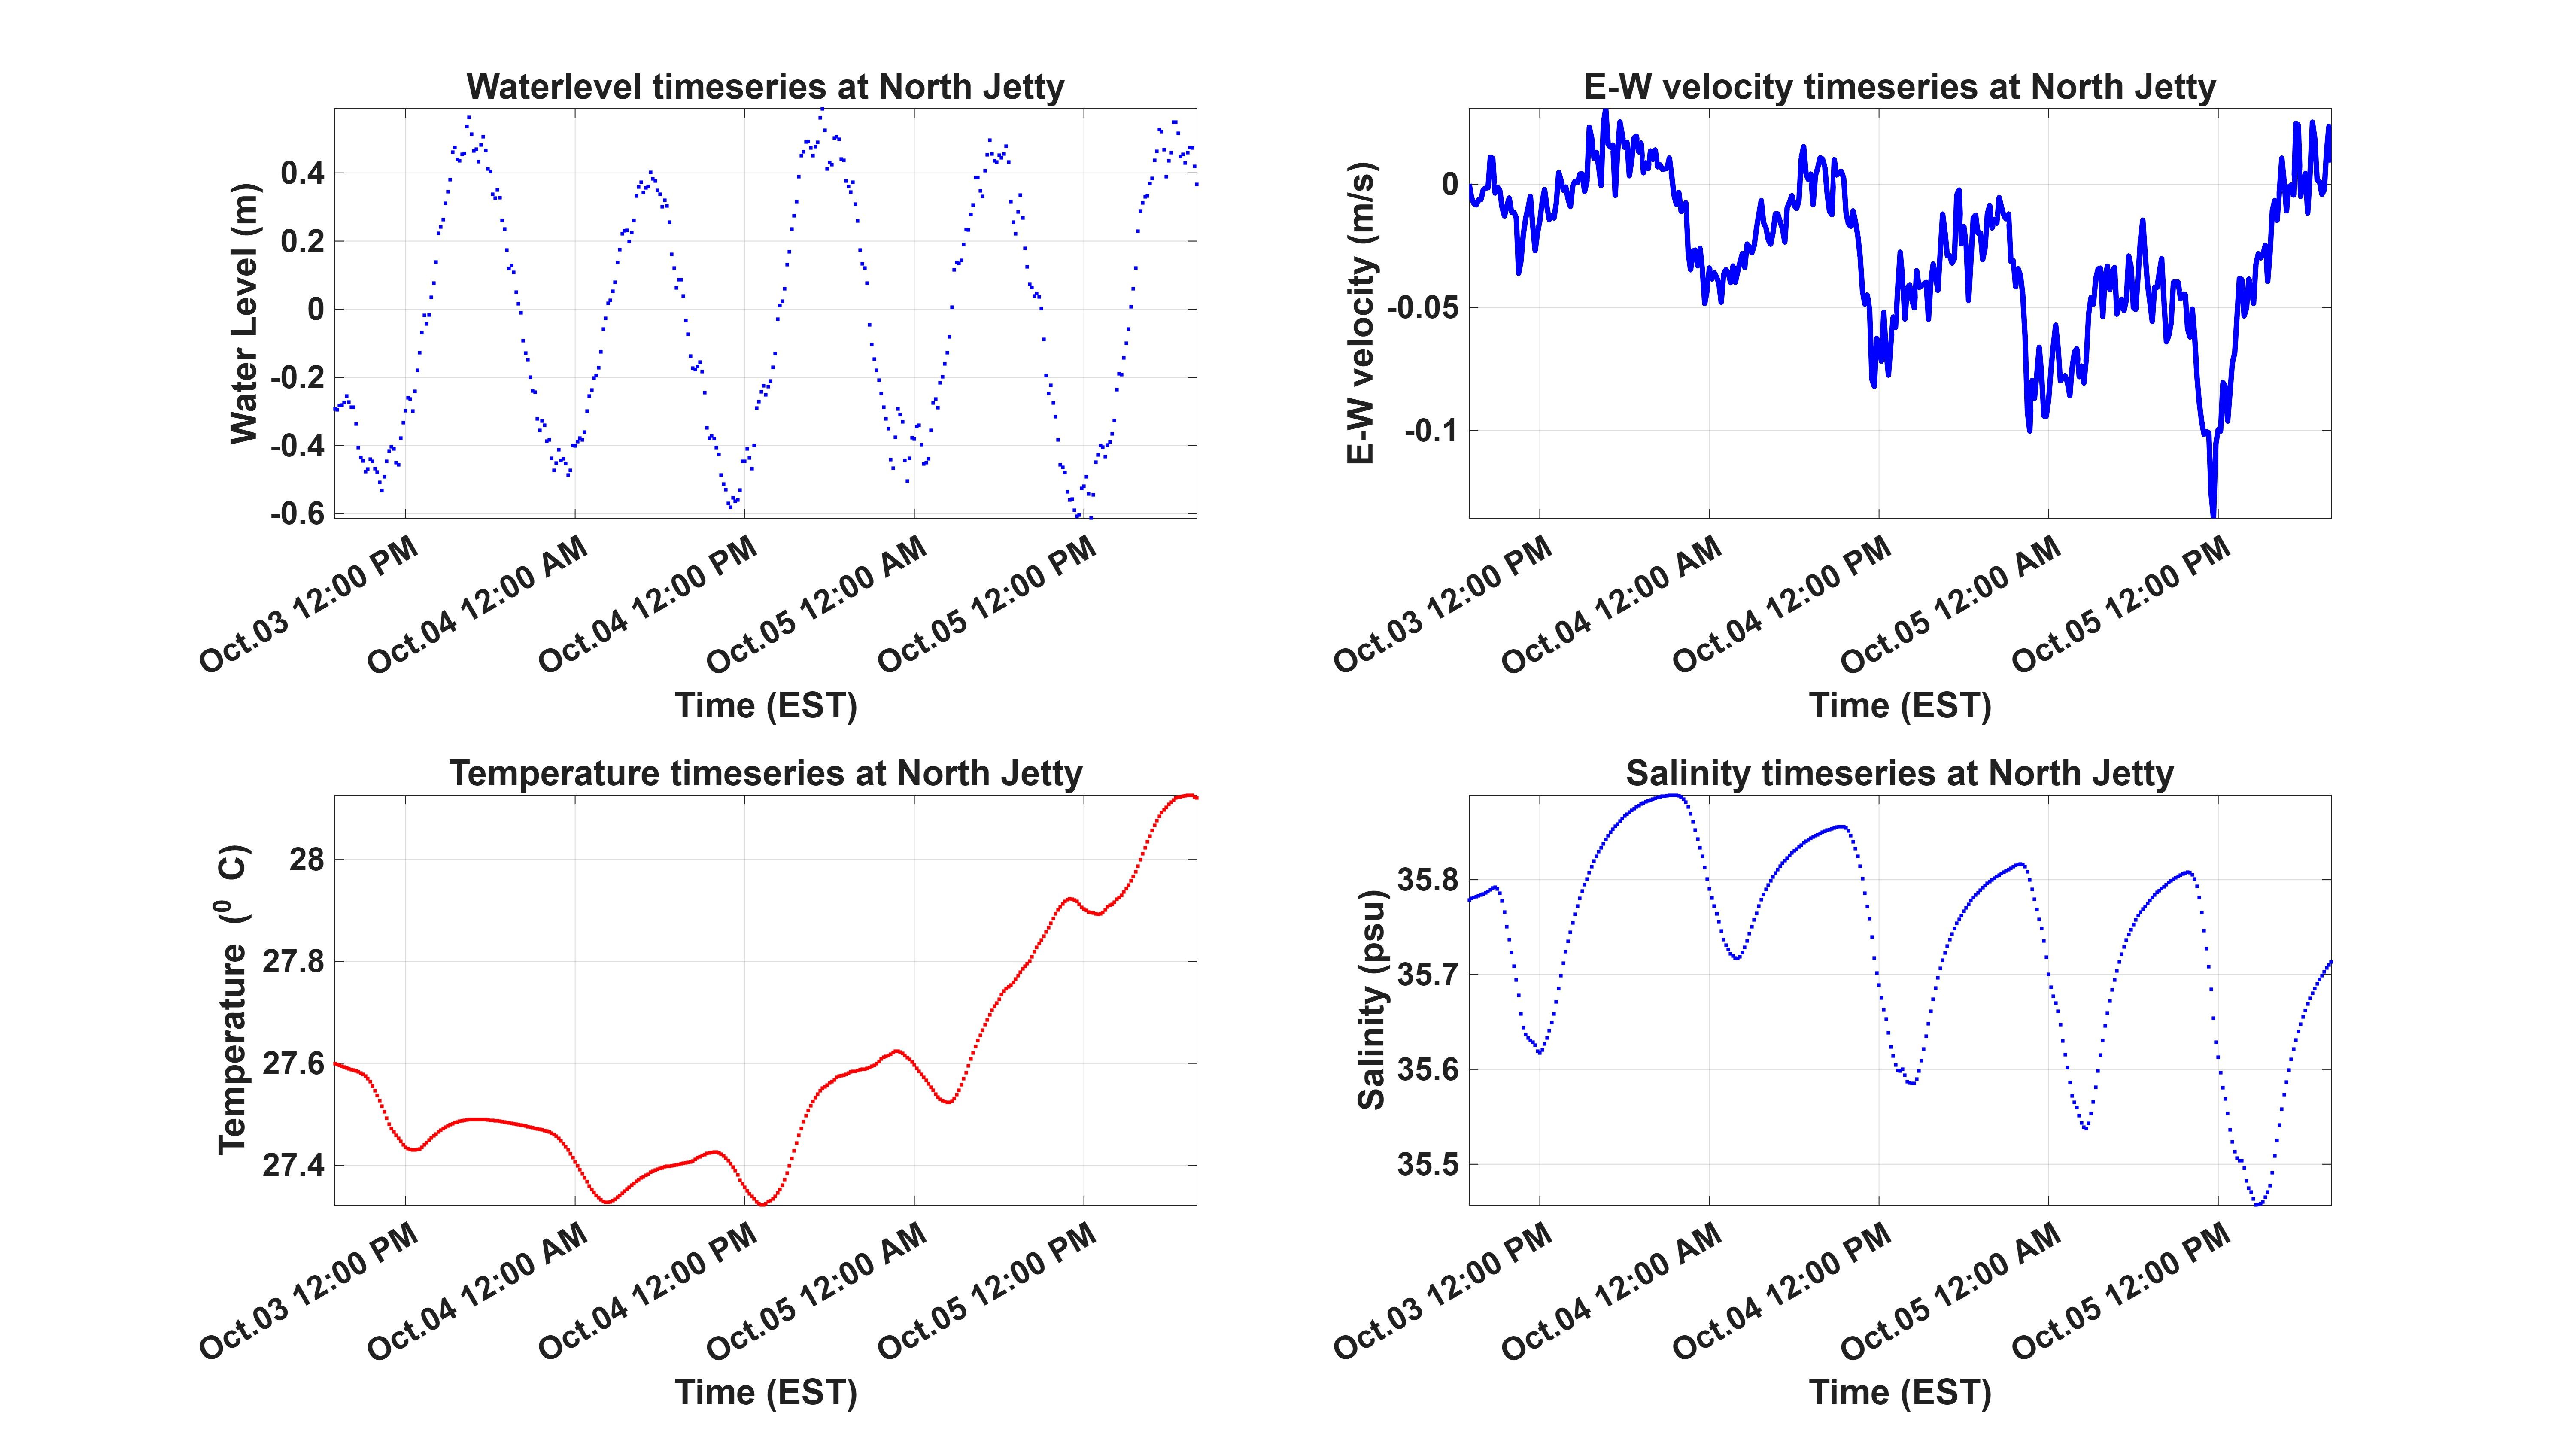 Waterlevel timeseries at North Jetty
Water Level (m)
0.4
0.2
0
-0.2
-0.4
-0.6
Oct.03 12:00 PM
Oct.04 12:00 AM
Oct.04 12:00 PM
Oct.05 12:00 AM
Oct.05 12:00 PM
Time (EST)
E-W velocity timeseries at North Jetty
E-W velocity (m/s)
0
-0.05
-0.1
Oct.03 12:00 PM
Oct.04 12:00 AM
Oct.04 12:00 PM
Oct.05 12:00 AM
Oct.05 12:00 PM
Time (EST)
Temperature timeseries at North Jetty
Temperature (⁰ C)
28
27.8
27.6
27.4
Oct.03 12:00 PM
Oct.04 12:00 AM
Oct.04 12:00 PM
Oct.05 12:00 AM
Oct.05 12:00 PM
Time (EST)
Salinity timeseries at North Jetty
Salinity (psu)
35.8
35.7
35.6
35.5
Oct.03 12:00 PM
Oct.04 12:00 AM
Oct.04 12:00 PM
Oct.05 12:00 AM
Oct.05 12:00 PM
Time (EST)